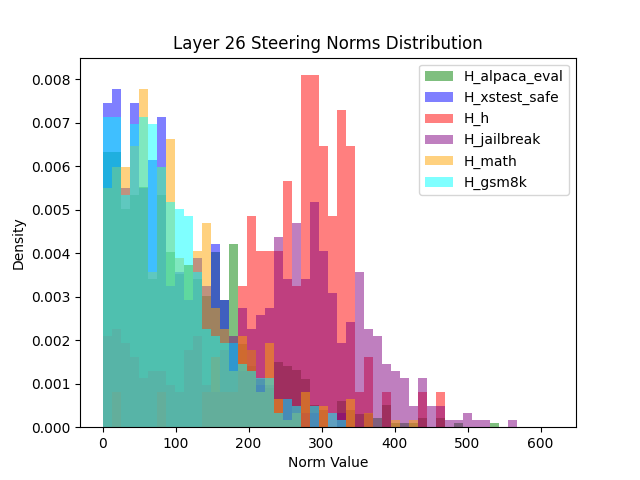 Layer 26 Steering Norms Distribution
0.008
0.007
0.006
0.005
0.004
0.003
0.002
0.001
0.000
Density
H_alpaca_eval
H_xstest_safe
H_h
H_jailbreak
H_math
H_gsm8k
0 100 200 300 400 500 600
Norm Value